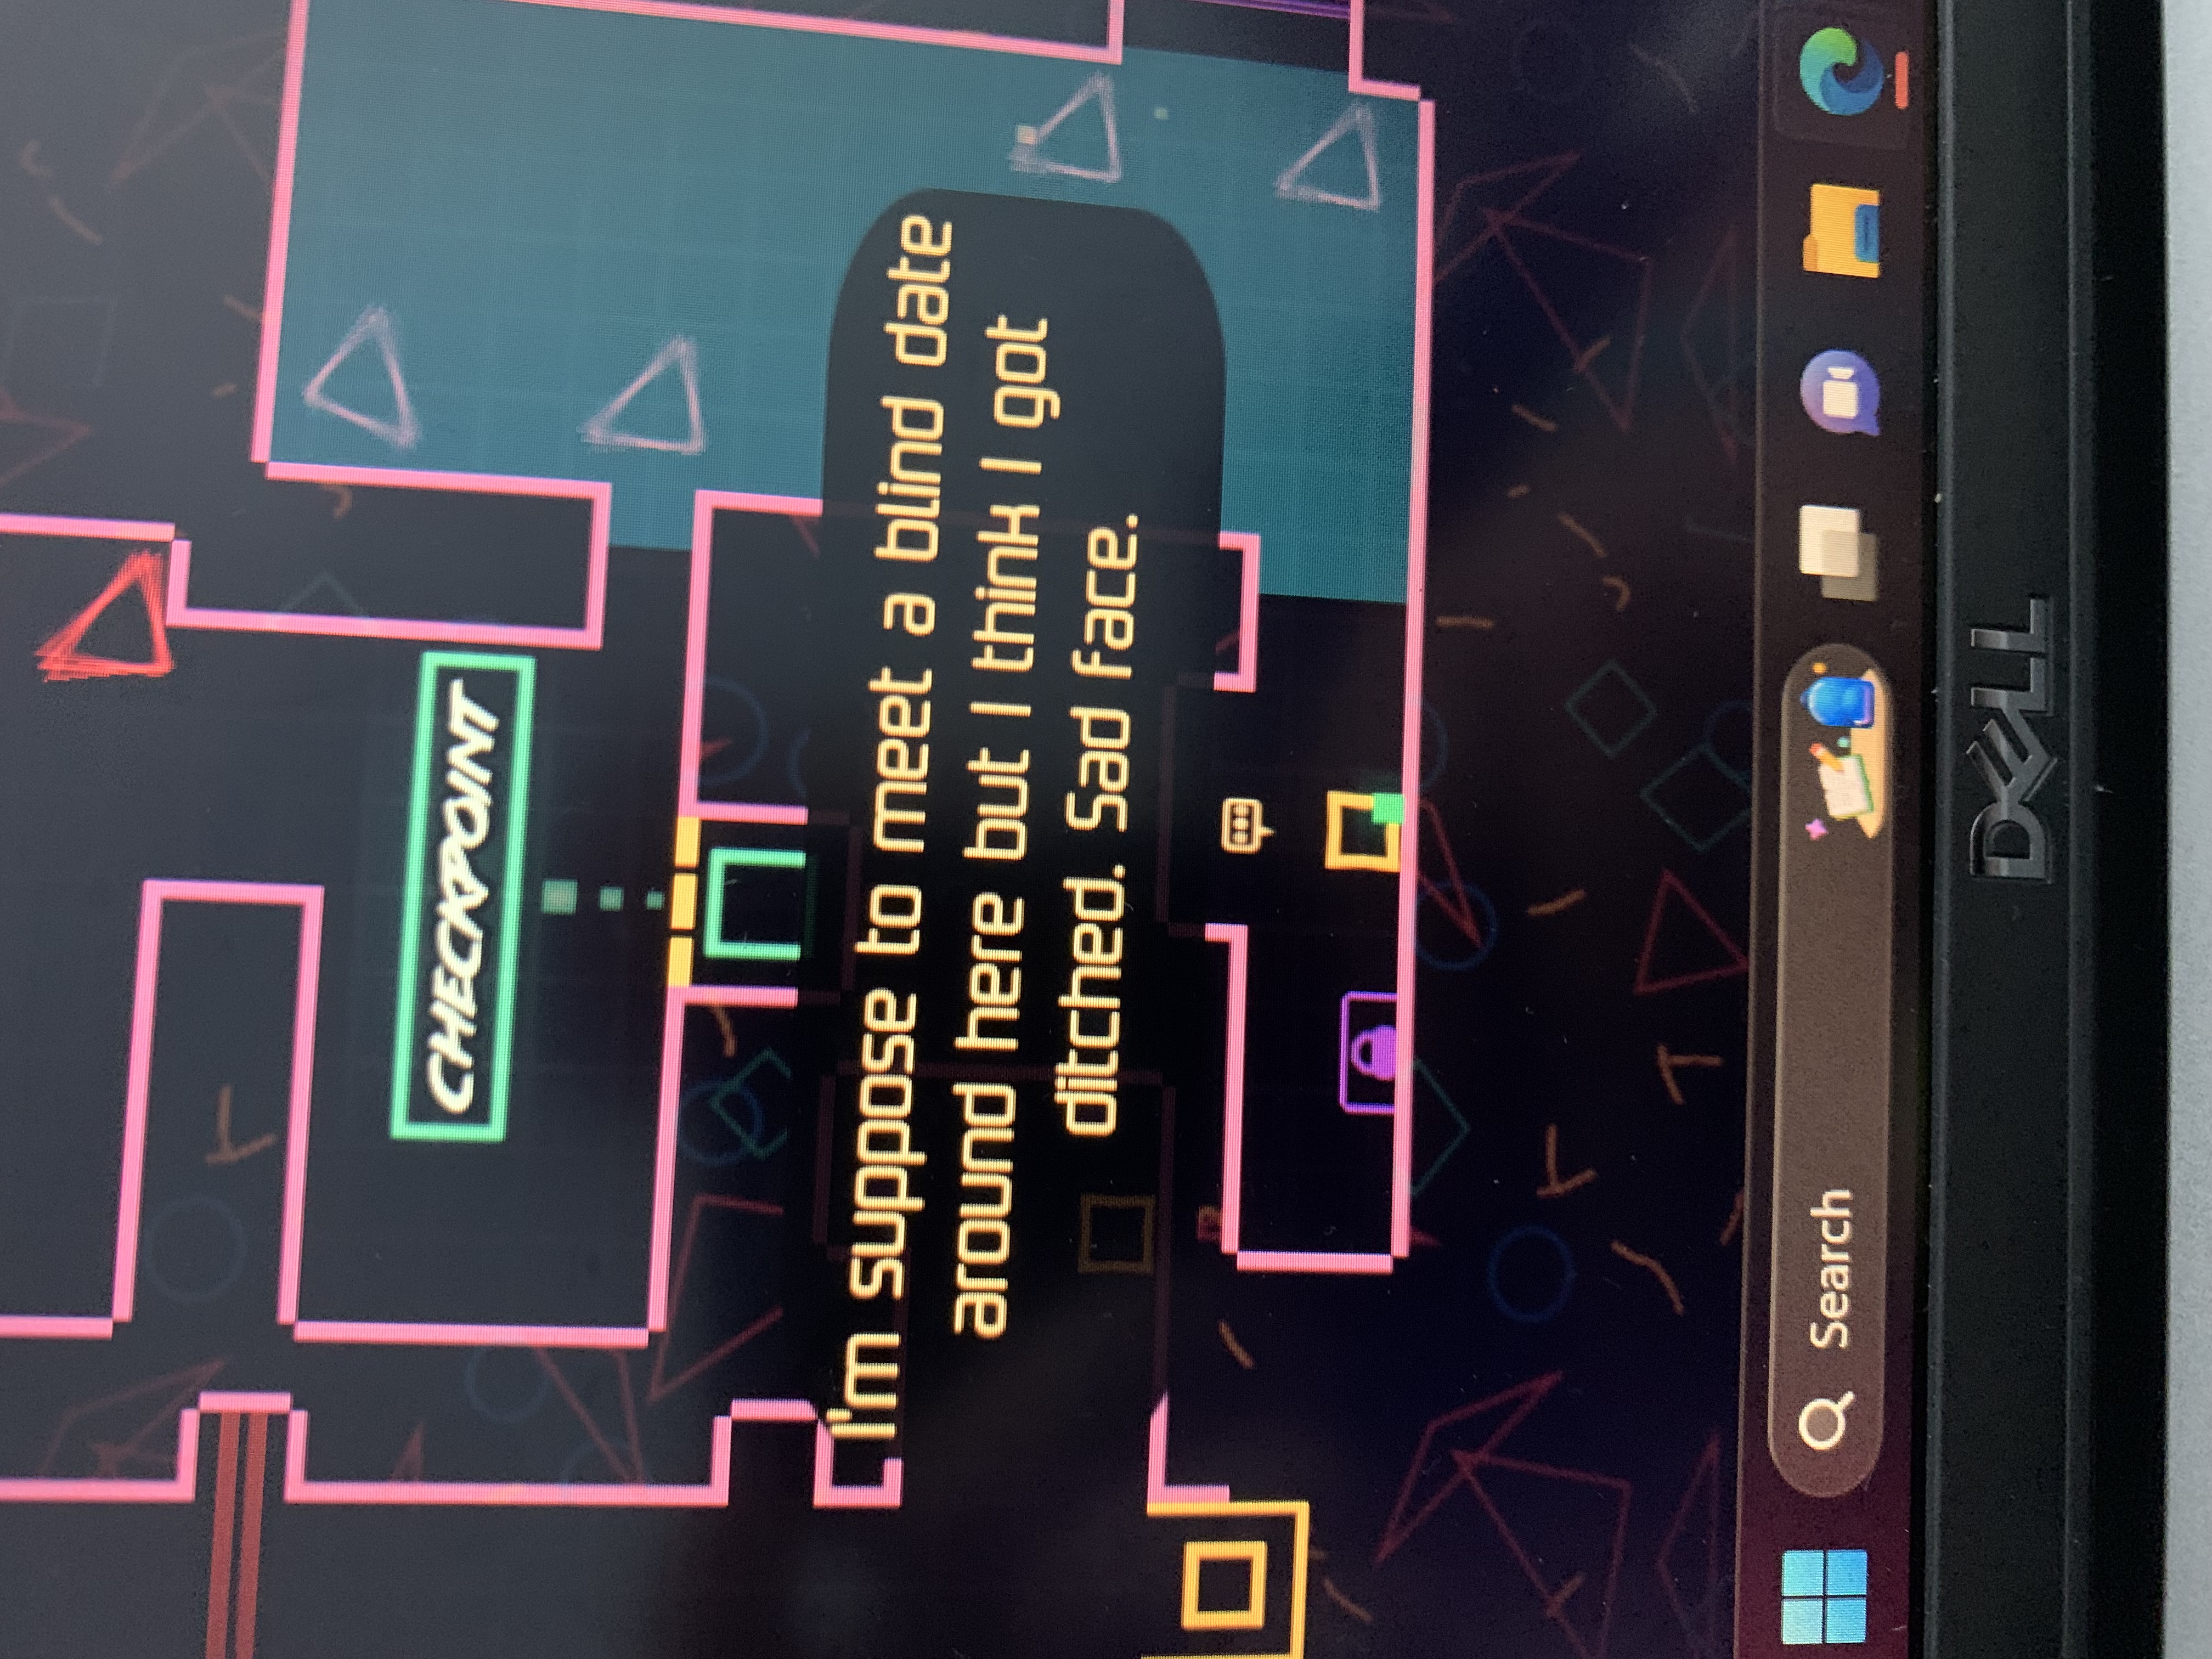 CHECKPOINT
I'm suppose to meet a blind date
around here but I think I got
ditched. Sad face.
Search
DELL